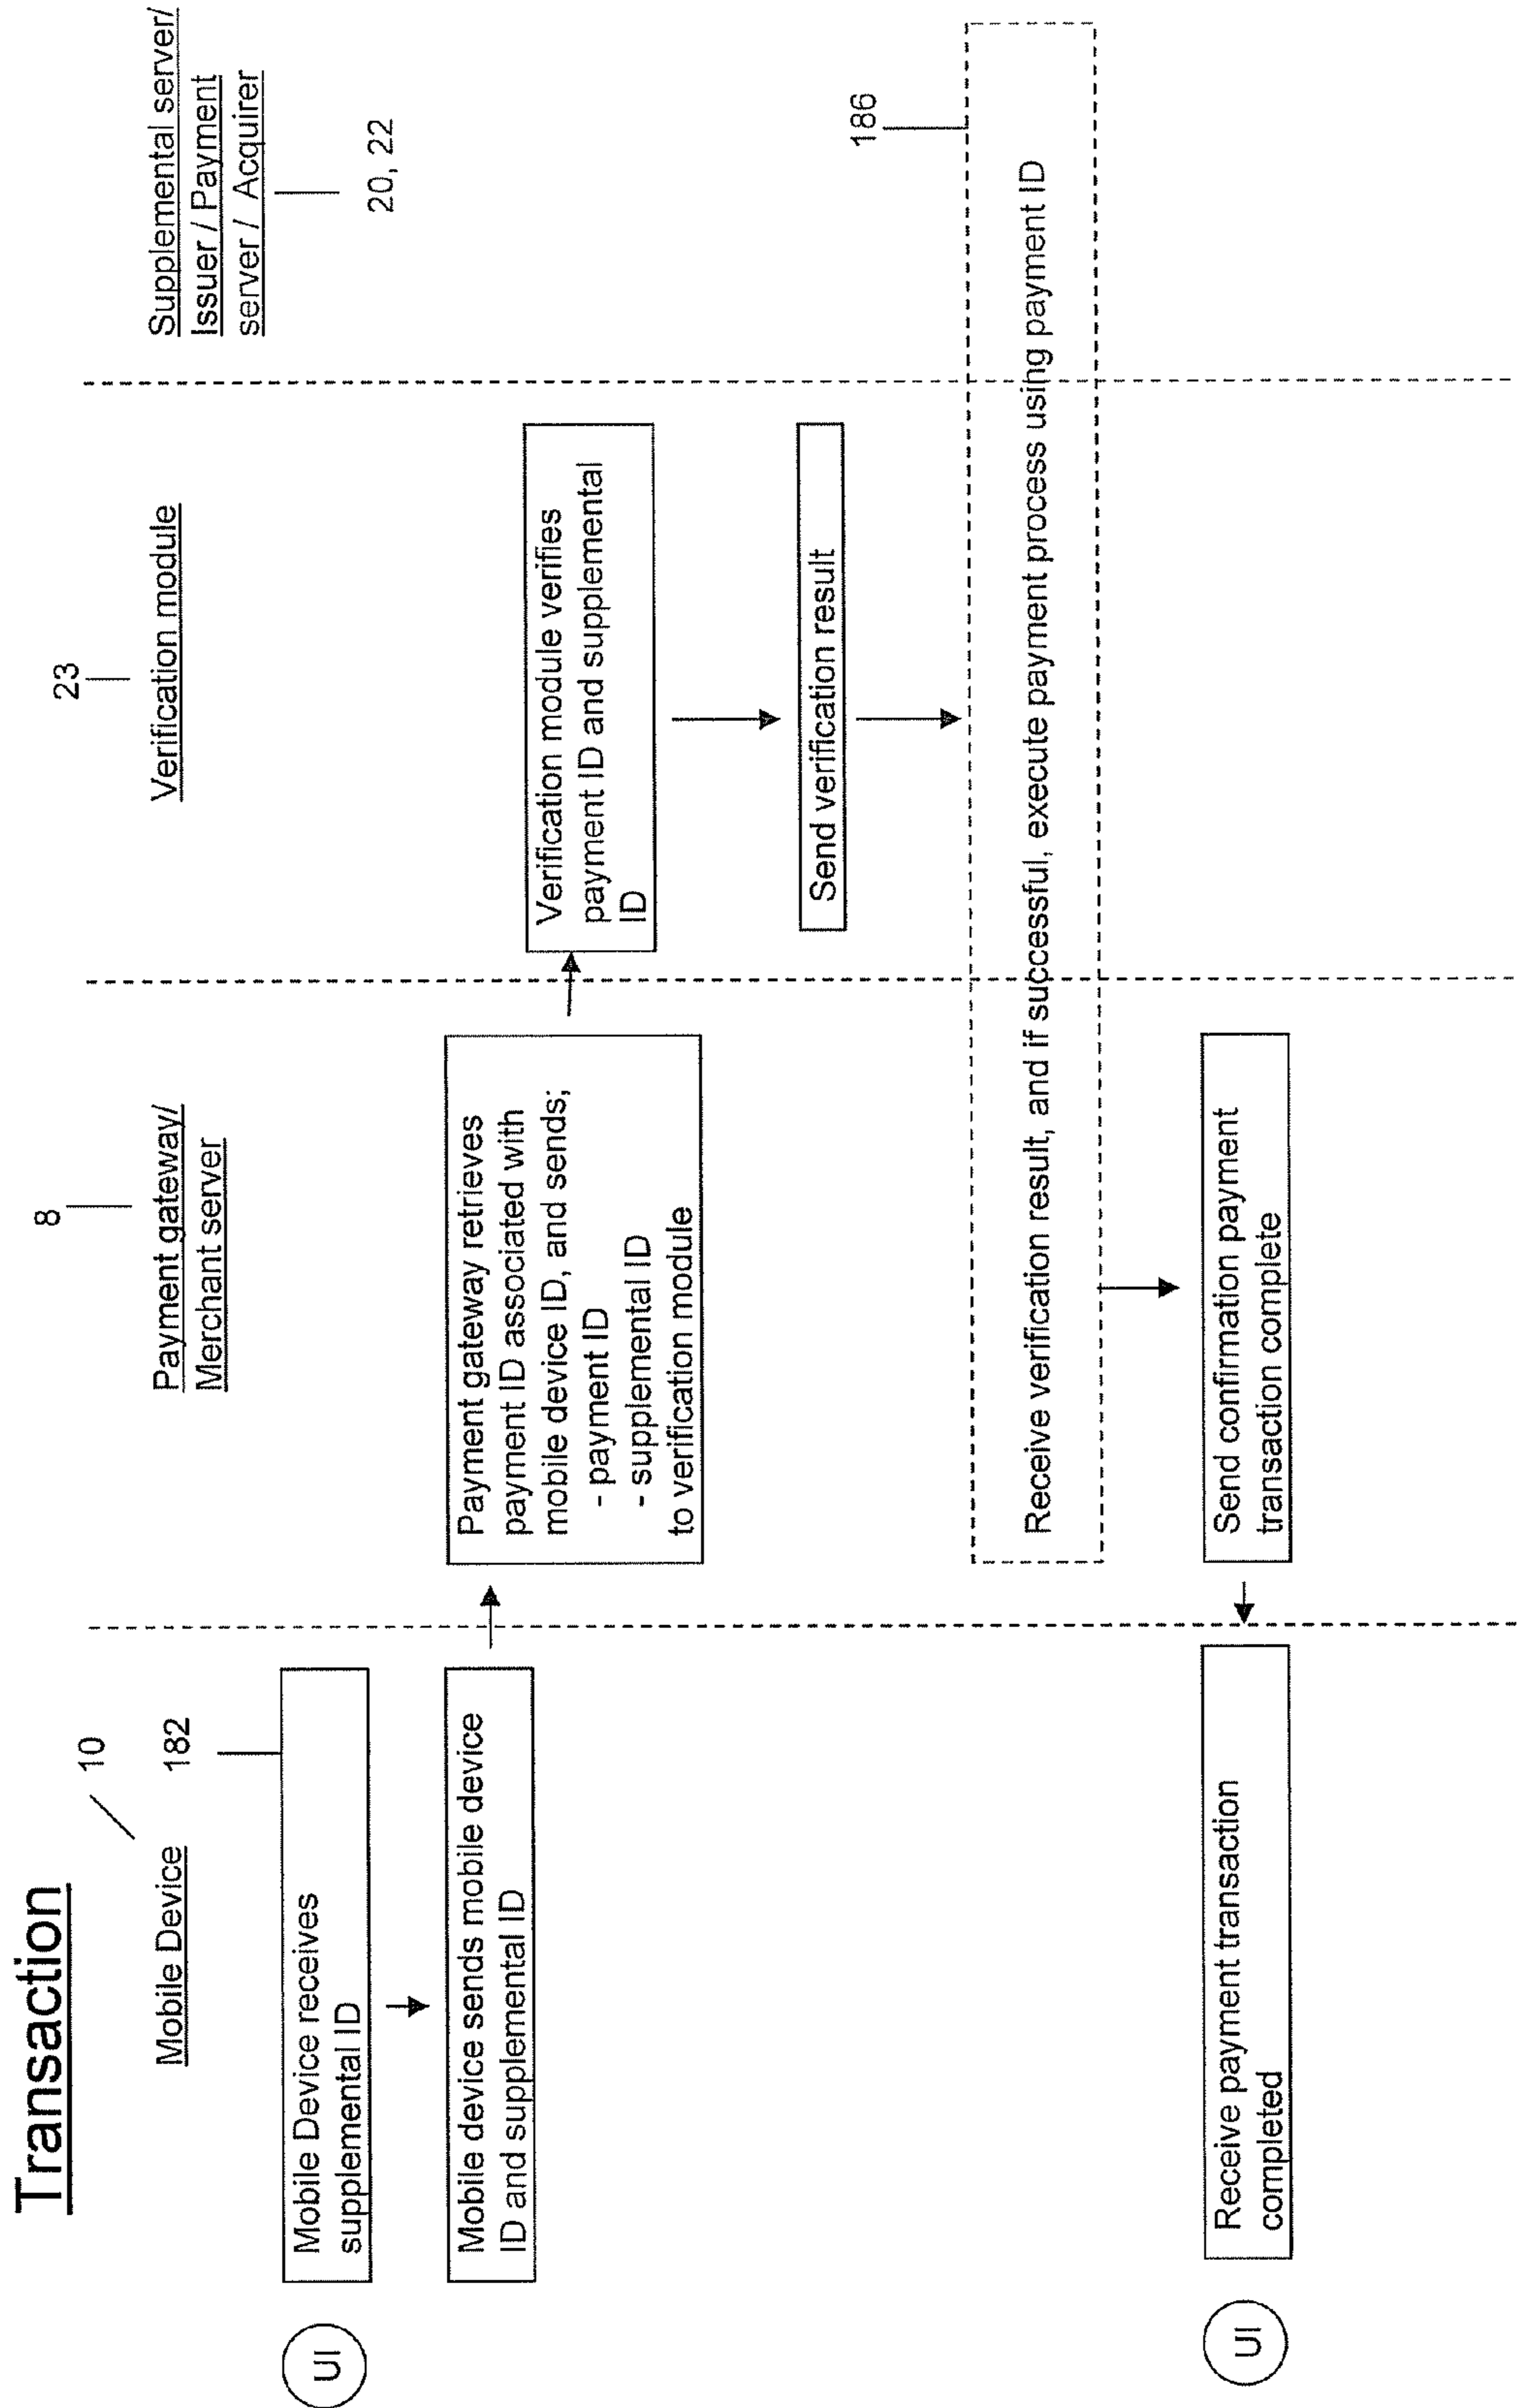 Transaction
10
Mobile Device
182
8
Payment gateway/
Merchant server
23
Verification module
Supplemental server/
Issuer / Payment
server / Acquirer
20, 22
UI
Mobile Device receives
supplemental ID
Mobile device sends mobile device
ID and supplemental ID
Payment gateway retrieves
payment ID associated with
mobile device ID, and sends;
- payment ID
- supplemental ID
to verification module
Verification module verifies
payment ID and supplemental
ID
Send verification result
186
Receive verification result, and if successful, execute payment process using payment ID
Send confirmation payment
transaction complete
UI
Receive payment transaction
completed